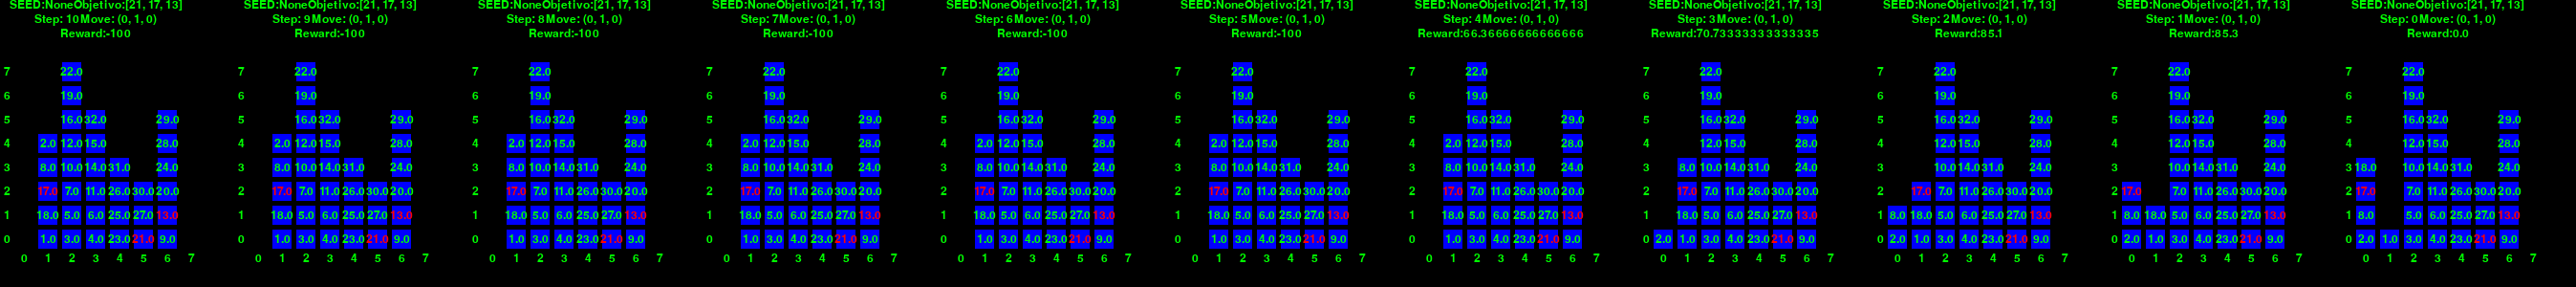 SEED:NoneObjetivo:[21, 17, 13]
Step: 10Move: (0, 1, 0)
Reward:-100
7 22.0
6 19.0
5 16.0 32.0 29.0
4 2.0 12.0 15.0 28.0
3 8.0 10.0 14.0 31.0 24.0
2 17.0 7.0 11.0 26.0 30.0 20.0
1 18.0 5.0 6.0 25.0 27.0 13.0
0 1.0 3.0 4.0 23.0 21.0 9.0
0 1 2 3 4 5 6 7
SEED:NoneObjetivo:[21, 17, 13]
Step: 9Move: (0, 1, 0)
Reward:-100
7 22.0
6 19.0
5 16.0 32.0 29.0
4 2.0 12.0 15.0 28.0
3 8.0 10.0 14.0 31.0 24.0
2 17.0 7.0 11.0 26.0 30.0 20.0
1 18.0 5.0 6.0 25.0 27.0 13.0
0 1.0 3.0 4.0 23.0 21.0 9.0
0 1 2 3 4 5 6 7
SEED:NoneObjetivo:[21, 17, 13]
Step: 8Move: (0, 1, 0)
Reward:-100
7 22.0
6 19.0
5 16.0 32.0 29.0
4 2.0 12.0 15.0 28.0
3 8.0 10.0 14.0 31.0 24.0
2 17.0 7.0 11.0 26.0 30.0 20.0
1 18.0 5.0 6.0 25.0 27.0 13.0
0 1.0 3.0 4.0 23.0 21.0 9.0
0 1 2 3 4 5 6 7
SEED:NoneObjetivo:[21, 17, 13]
Step: 7Move: (0, 1, 0)
Reward:-100
7 22.0
6 19.0
5 16.0 32.0 29.0
4 2.0 12.0 15.0 28.0
3 8.0 10.0 14.0 31.0 24.0
2 17.0 7.0 11.0 26.0 30.0 20.0
1 18.0 5.0 6.0 25.0 27.0 13.0
0 1.0 3.0 4.0 23.0 21.0 9.0
0 1 2 3 4 5 6 7
SEED:NoneObjetivo:[21, 17, 13]
Step: 6Move: (0, 1, 0)
Reward:-100
7 22.0
6 19.0
5 16.0 32.0 29.0
4 2.0 12.0 15.0 28.0
3 8.0 10.0 14.0 31.0 24.0
2 17.0 7.0 11.0 26.0 30.0 20.0
1 18.0 5.0 6.0 25.0 27.0 13.0
0 1.0 3.0 4.0 23.0 21.0 9.0
0 1 2 3 4 5 6 7
SEED:NoneObjetivo:[21, 17, 13]
Step: 5Move: (0, 1, 0)
Reward:-100
7 22.0
6 19.0
5 16.0 32.0 29.0
4 2.0 12.0 15.0 28.0
3 8.0 10.0 14.0 31.0 24.0
2 17.0 7.0 11.0 26.0 30.0 20.0
1 18.0 5.0 6.0 25.0 27.0 13.0
0 1.0 3.0 4.0 23.0 21.0 9.0
0 1 2 3 4 5 6 7
SEED:NoneObjetivo:[21, 17, 13]
Step: 4Move: (0, 1, 0)
Reward:66.36666666666666
7 22.0
6 19.0
5 16.0 32.0 29.0
4 2.0 12.0 15.0 28.0
3 8.0 10.0 14.0 31.0 24.0
2 17.0 7.0 11.0 26.0 30.0 20.0
1 18.0 5.0 6.0 25.0 27.0 13.0
0 1.0 3.0 4.0 23.0 21.0 9.0
0 1 2 3 4 5 6 7
SEED:NoneObjetivo:[21, 17, 13]
Step: 3Move: (0, 1, 0)
Reward:70.73333333333335
7 22.0
6 19.0
5 16.0 32.0 29.0
4 12.0 15.0 28.0
3 8.0 10.0 14.0 31.0 24.0
2 17.0 7.0 11.0 26.0 30.0 20.0
1 18.0 5.0 6.0 25.0 27.0 13.0
0 2.0 1.0 3.0 4.0 23.0 21.0 9.0
0 1 2 3 4 5 6 7
SEED:NoneObjetivo:[21, 17, 13]
Step: 2Move: (0, 1, 0)
Reward:85.1
7 22.0
6 19.0
5 16.0 32.0 29.0
4 12.0 15.0 28.0
3 10.0 14.0 31.0 24.0
2 17.0 7.0 11.0 26.0 30.0 20.0
1 8.0 18.0 5.0 6.0 25.0 27.0 13.0
0 2.0 1.0 3.0 4.0 23.0 21.0 9.0
0 1 2 3 4 5 6 7
SEED:NoneObjetivo:[21, 17, 13]
Step: 1Move: (0, 1, 0)
Reward:85.3
7 22.0
6 19.0
5 16.0 32.0 29.0
4 12.0 15.0 28.0
3 10.0 14.0 31.0 24.0
2 17.0 7.0 11.0 26.0 30.0 20.0
1 8.0 18.0 5.0 6.0 25.0 27.0 13.0
0 2.0 1.0 3.0 4.0 23.0 21.0 9.0
0 1 2 3 4 5 6 7
SEED:NoneObjetivo:[21, 17, 13]
Step: 0Move: (0, 1, 0)
Reward:0.0
7 22.0
6 19.0
5 16.0 32.0 29.0
4 12.0 15.0 28.0
3 18.0 10.0 14.0 31.0 24.0
2 17.0 7.0 11.0 26.0 30.0 20.0
1 8.0 5.0 6.0 25.0 27.0 13.0
0 2.0 1.0 3.0 4.0 23.0 21.0 9.0
0 1 2 3 4 5 6 7